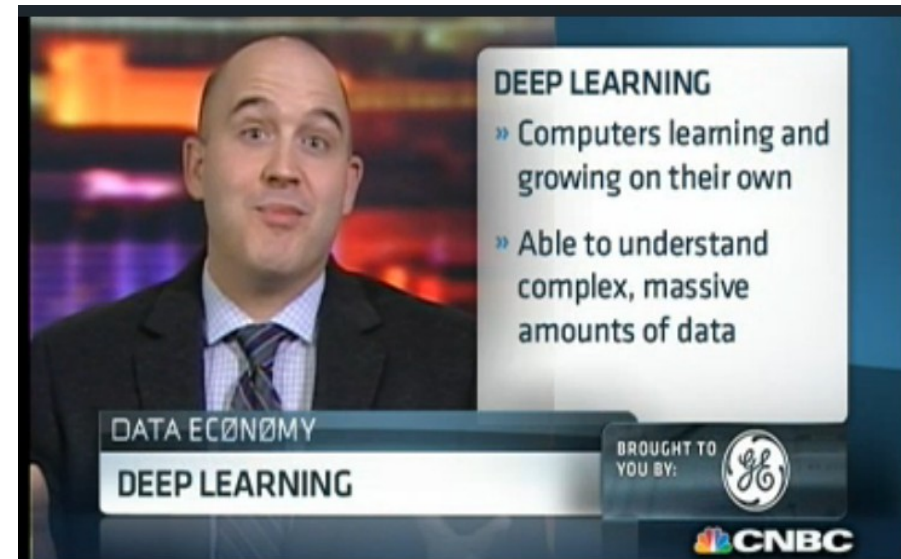 DEEP LEARNING
» Computers learning and
growing on their own
» Able to understand
complex, massive
amounts of data
DATA ECØNØMY
DEEP LEARNING
BROUGHT TO
YOU BY:
GE
CNBC